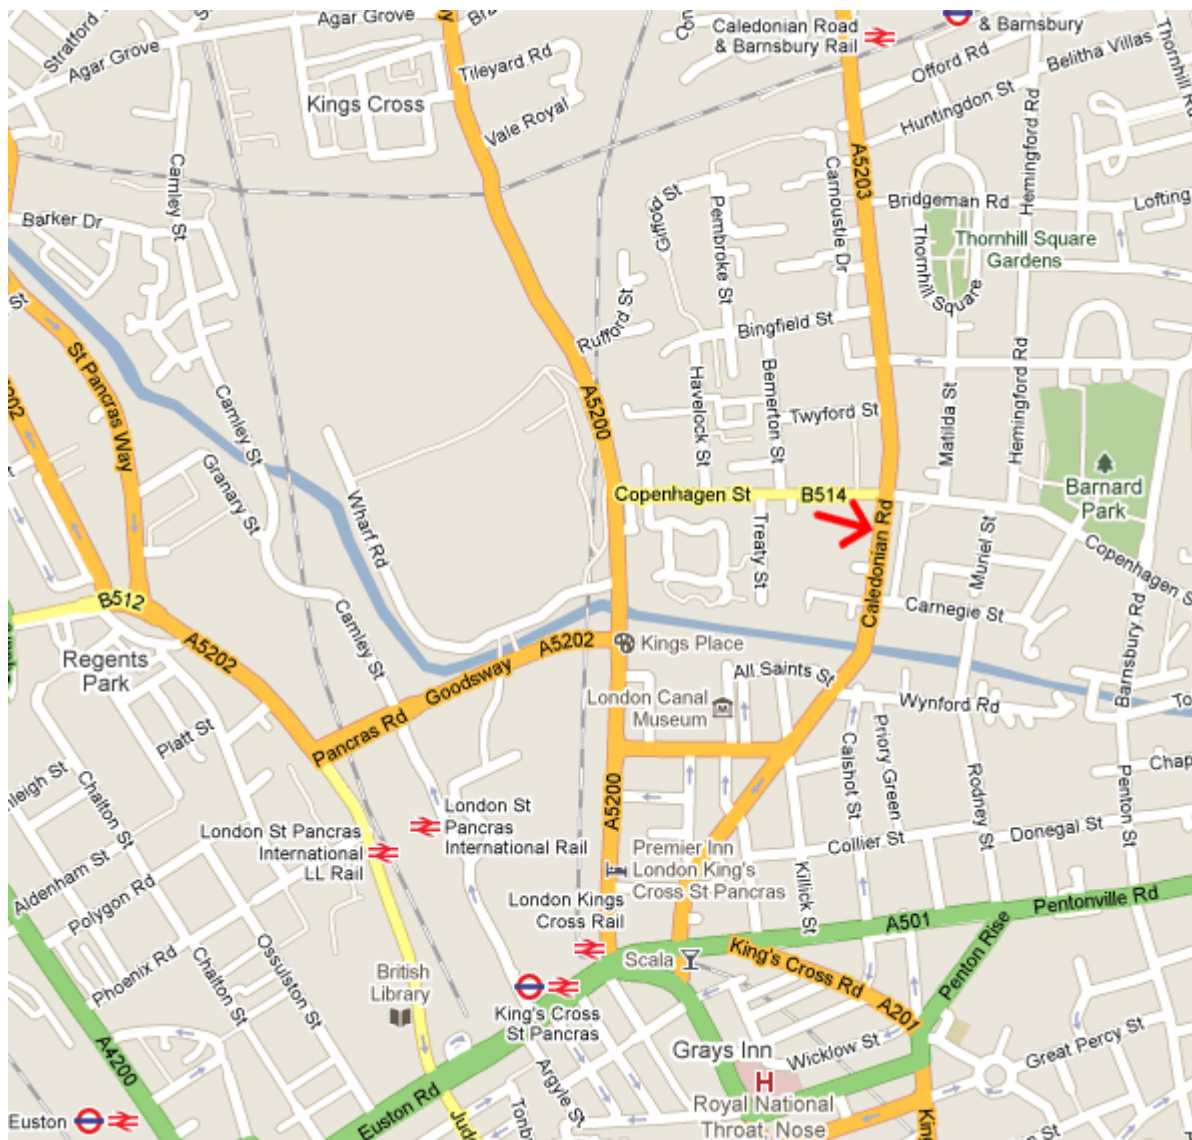 Stratford
Agar Grove
Agar Grove
Kings Cross
Tileyard Rd
Vale Royal
Caledonian Road
& Barnsbury Rail
& Barnsbury
Offord Rd
Belitha Villas
Thornhill Rd
Huntingdon St
Hemingford Rd
A5203
Carnoustie Dr
Bridgeman Rd
Lofting
Camley St
Barker Dr
Gifford St
Pembroke St
Thornhill Square
Gardens
Thornhill Square
St
St Pancras Way
Rufford St
Bingfield St
A5200
Havelock St
Bemerton St
Twyford St
Matilda St
Hemingford Rd
Camley St
Granary St
Wharf Rd
Copenhagen St
B514
Barnard
Park
Treaty St
Caledonian Rd
Muriel St
Copenhagen S
Carnegie St
Barnsbury Rd
B512
A5202
Camley St
Regents
Park
Goodsway
A5202
Kings Place
All Saints St
London Canal
Museum
Wynford Rd
To
Pancras Rd
Platt St
Calshot St
Priory Green
Rodney St
Chap
Penton St
Chalton St
A5200
London St
Pancras
International Rail
London St Pancras
International
LL Rail
Premier Inn
London King's
Cross St Pancras
Collier St
Donegal St
Killick St
Aldenham St
Polygon Rd
London Kings
Cross Rail
A501
Pentonville Rd
Phoenix Rd
Chalton St
Ossulston St
British
Library
Scala
King's Cross Rd
A201
Penton Rise
King's Cross
St Pancras
A4200
Grays Inn
Wicklow St
Great Percy St
Euston
Euston Rd
Judd
Argyle St
Tonb
H
Royal National
Throat, Nose
King